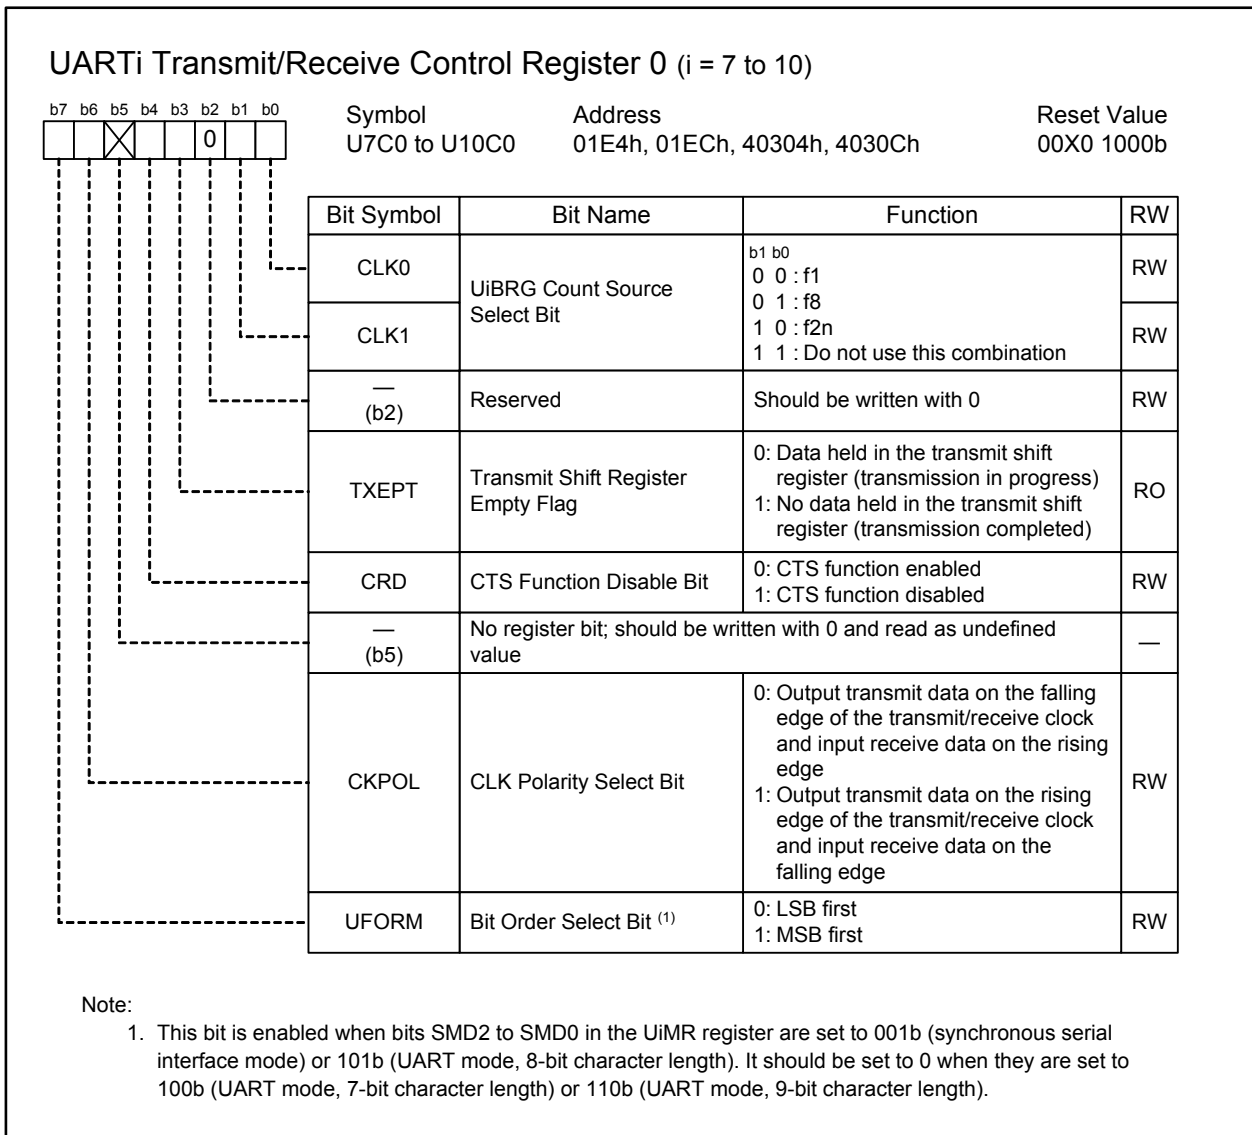 UARTi Transmit/Receive Control Register 0 (i = 7 to 10)
b7 b6 b5 b4 b3 b2 b1 b0
0
Symbol Address Reset Value
U7C0 to U10C0 01E4h, 01ECh, 40304h, 4030Ch 00X0 1000b
Bit Symbol Bit Name Function RW
CLK0
CLK1
UiBRG Count Source
Select Bit
b1 b0
0 0 : f1
0 1 : f8
1 0 : f2n
1 1 : Do not use this combination
RW
RW
—
(b2)
Reserved
Should be written with 0
RW
TXEPT
Transmit Shift Register
Empty Flag
0: Data held in the transmit shift
register (transmission in progress)
1: No data held in the transmit shift
register (transmission completed)
RO
CRD
CTS Function Disable Bit
0: CTS function enabled
1: CTS function disabled
RW
—
(b5)
No register bit; should be written with 0 and read as undefined
value
—
CKPOL
CLK Polarity Select Bit
0: Output transmit data on the falling
edge of the transmit/receive clock
and input receive data on the rising
edge
1: Output transmit data on the rising
edge of the transmit/receive clock
and input receive data on the
falling edge
RW
UFORM
Bit Order Select Bit (1)
0: LSB first
1: MSB first
RW
Note:
1. This bit is enabled when bits SMD2 to SMD0 in the UiMR register are set to 001b (synchronous serial
interface mode) or 101b (UART mode, 8-bit character length). It should be set to 0 when they are set to
100b (UART mode, 7-bit character length) or 110b (UART mode, 9-bit character length).